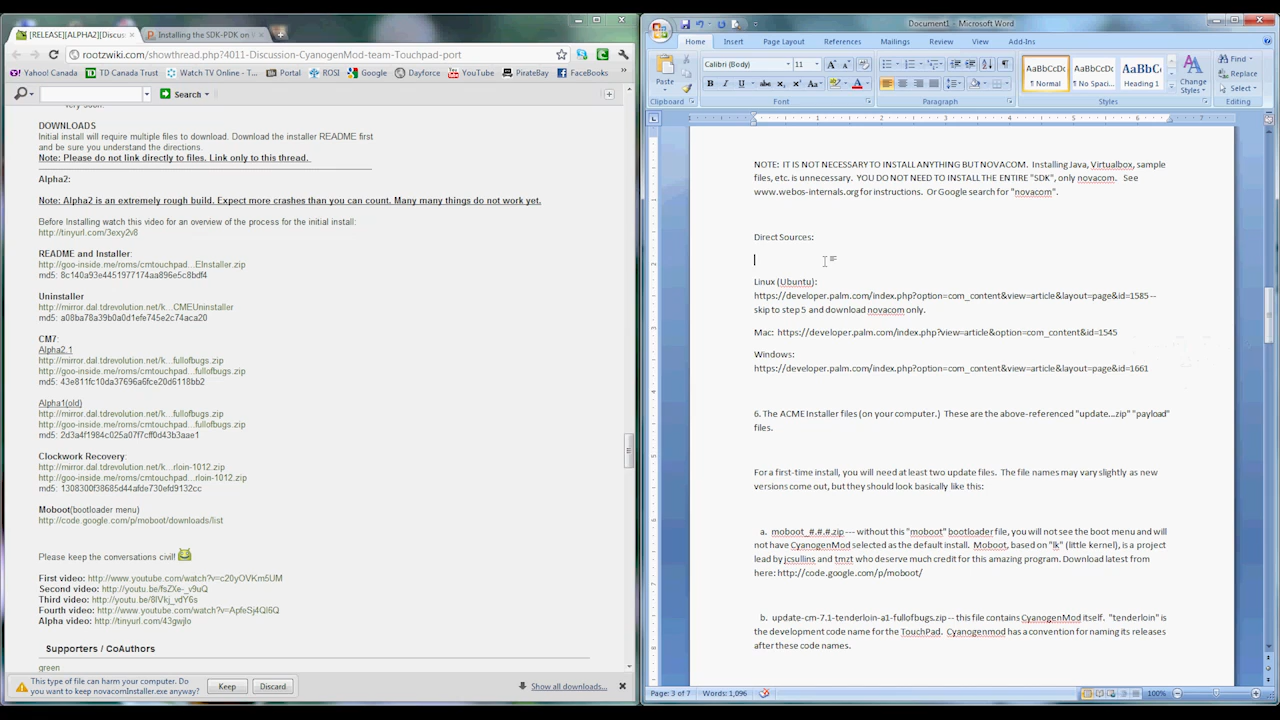 [RELEASE][ALPHA2][Discus
Installing the SDK-PDK on
rootzwiki.com/showthread.php?4011-Discussion-CyanogenMod-team-Touchpad-port
Yahoo! Canada
TD Canada Trust
Watch TV Online - T...
Portal
ROSI
Google
Dayforce
YouTube
PirateBay
FaceBooks
Search
very soon.
DOWNLOADS
Initial install will require multiple files to download. Download the installer README first
and be sure you understand the directions.
Note: Please do not link directly to files. Link only to this thread.
Alpha2:
Note: Alpha2 is an extremely rough build. Expect more crashes than you can count. Many many things do not work yet.
Before Installing watch this video for an overview of the process for the initial install:
http://tinyurl.com/3exy2v8
README and Installer:
http://goo-inside.me/roms/cmtouchpad...EInstaller.zip
md5: 8c140a93e4451977174aa896e5c8bdf4
Uninstaller
http://mirror.dal.tdrevolution.net/k...CMEUninstaller
md5: a08ba78a39b0a0d1efe745e2c74aca20
CM7:
Alpha2.1
http://mirror.dal.tdrevolution.net/k...fullofbugs.zip
http://goo-inside.me/roms/cmtouchpad...fullofbugs.zip
md5: 43e811fc10da37696a6fce20d6118bb2
Alpha1(old)
http://mirror.dal.tdrevolution.net/k...fullofbugs.zip
http://goo-inside.me/roms/cmtouchpad...fullofbugs.zip
md5: 2d3a4f1984c025a07f7cff0d43b3aae1
Clockwork Recovery:
http://mirror.dal.tdrevolution.net/k...rloin-1012.zip
http://goo-inside.me/roms/cmtouchpad...rloin-1012.zip
md5: 1308300f38685d44afde730efd9132cc
Moboot(bootloader menu)
http://code.google.com/p/moboot/downloads/list
Please keep the conversations civil!
First video: http://www.youtube.com/watch?v=c20yOVKm5UM
Second video: http://youtu.be/fsZXe-_v9uQ
Third video: http://youtu.be/8IVkj_vdY6s
Fourth video: http://www.youtube.com/watch?v=ApfeSj4Ql6Q
Alpha video: http://tinyurl.com/43gwjlo
Supporters / CoAuthors
green
This type of file can harm your computer. Do
you want to keep novacomInstaller.exe anyway?
Keep
Discard
Show all downloads...
Document1 - Microsoft Word
Home
Insert
Page Layout
References
Mailings
Review
View
Add-Ins
Paste
Clipboard
Calibri (Body)
11
Font
Paragraph
AaBbCcDc
¶ Normal
AaBbCcDc
¶ No Spaci...
AaBbC
Heading 1
Change
Styles
Styles
Find
Replace
Select
Editing
NOTE: IT IS NOT NECESSARY TO INSTALL ANYTHING BUT NOVACOM. Installing Java, Virtualbox, sample
files, etc. is unnecessary. YOU DO NOT NEED TO INSTALL THE ENTIRE "SDK", only novacom. See
www.webos-internals.org for instructions. Or Google search for "novacom".
Direct Sources:
Linux (Ubuntu):
https://developer.palm.com/index.php?option=com_content&view=article&layout=page&id=1585 --
skip to step 5 and download novacom only.
Mac: https://developer.palm.com/index.php?view=article&option=com_content&id=1545
Windows:
https://developer.palm.com/index.php?option=com_content&view=article&layout=page&id=1661
6. The ACME Installer files (on your computer.) These are the above-referenced "update...zip" "payload"
files.
For a first-time install, you will need at least two update files. The file names may vary slightly as new
versions come out, but they should look basically like this:
a. moboot_#.#.#.zip --- without this "moboot" bootloader file, you will not see the boot menu and will
not have CyanogenMod selected as the default install. Moboot, based on "lk" (little kernel), is a project
lead by jcsullins and tmzt who deserve much credit for this amazing program. Download latest from
here: http://code.google.com/p/moboot/
b. update-cm-7.1-tenderloin-a1-fullofbugs.zip -- this file contains CyanogenMod itself. "tenderloin" is
the development code name for the TouchPad. Cyanogenmod has a convention for naming its releases
after these code names.
Page: 3 of 7
Words: 1,096
100%